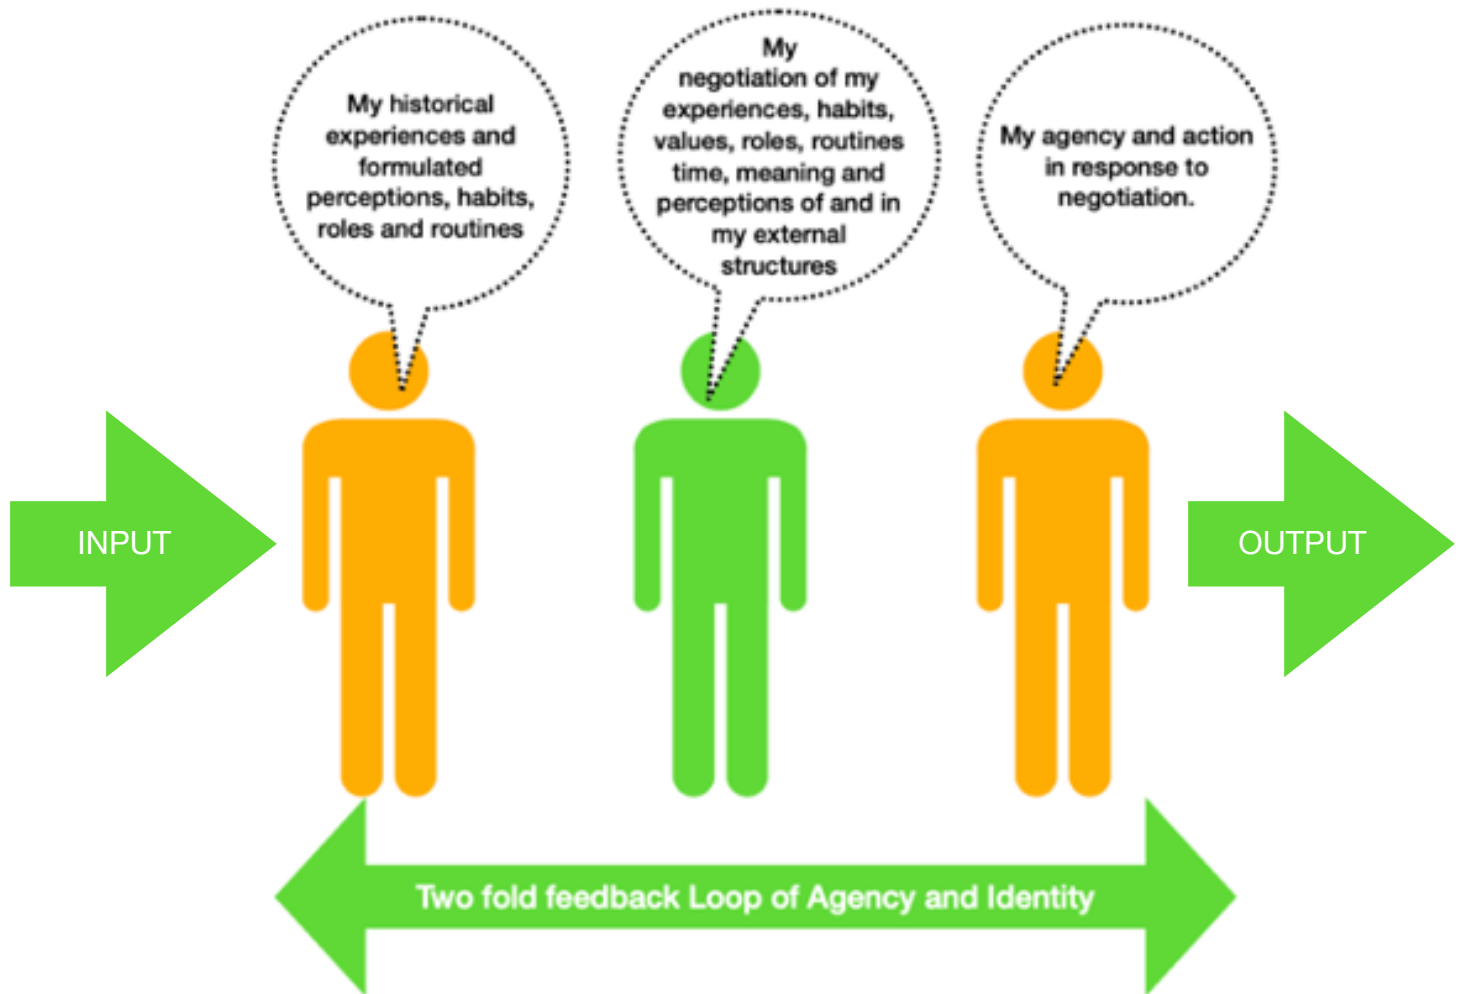 My historical
experiences and
formulated
perceptions, habits,
roles and routines
My
negotiation of my
experiences, habits,
values, roles, routines
time, meaning and
perceptions of and in
my external
structures
My agency and action
in response to
negotiation.
INPUT
OUTPUT
Two fold feedback Loop of Agency and Identity